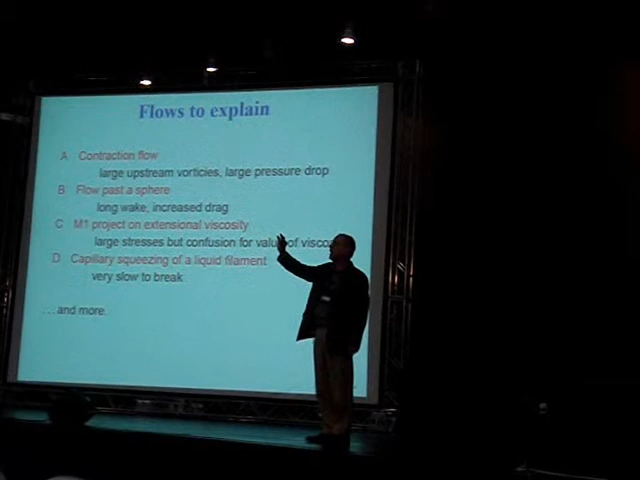 Flows to explain
A Contraction flow
large upstream vorticies, large pressure drop
B Flow past a sphere
long wake, increased drag
C M1 project on extensional viscosity
large stresses but confusion for of
D Capillary squeezing of a liquid filament
very slow to break
... and more.